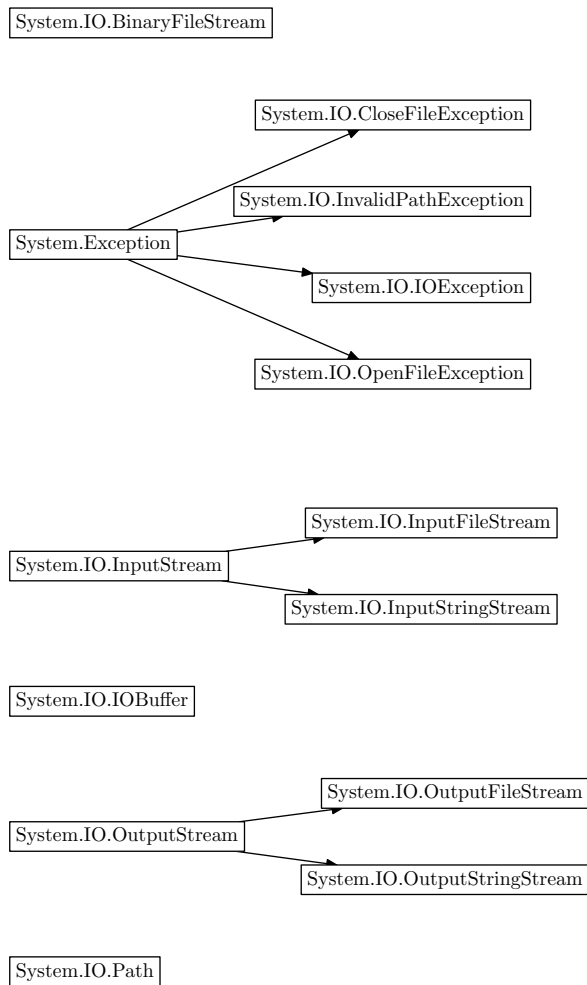 System.IO.BinaryFileStream
System.IO.CloseFileException
System.IO.InvalidPathException
System.Exception
System.IO.IOException
System.IO.OpenFileException
System.IO.InputFileStream
System.IO.InputStream
System.IO.InputStringStream
System.IO.IOBuffer
System.IO.OutputFileStream
System.IO.OutputStream
System.IO.OutputStringStream
System.IO.Path